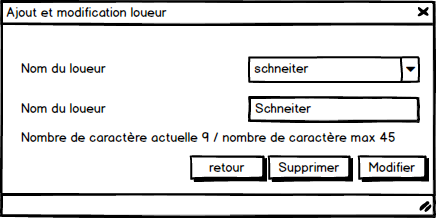 Ajout et modification loueur
Nom du loueur schneiter
Nom du loueur Schneiter
Nombre de caractère actuelle 9 / nombre de caractère max 45
retour Supprimer Modifier